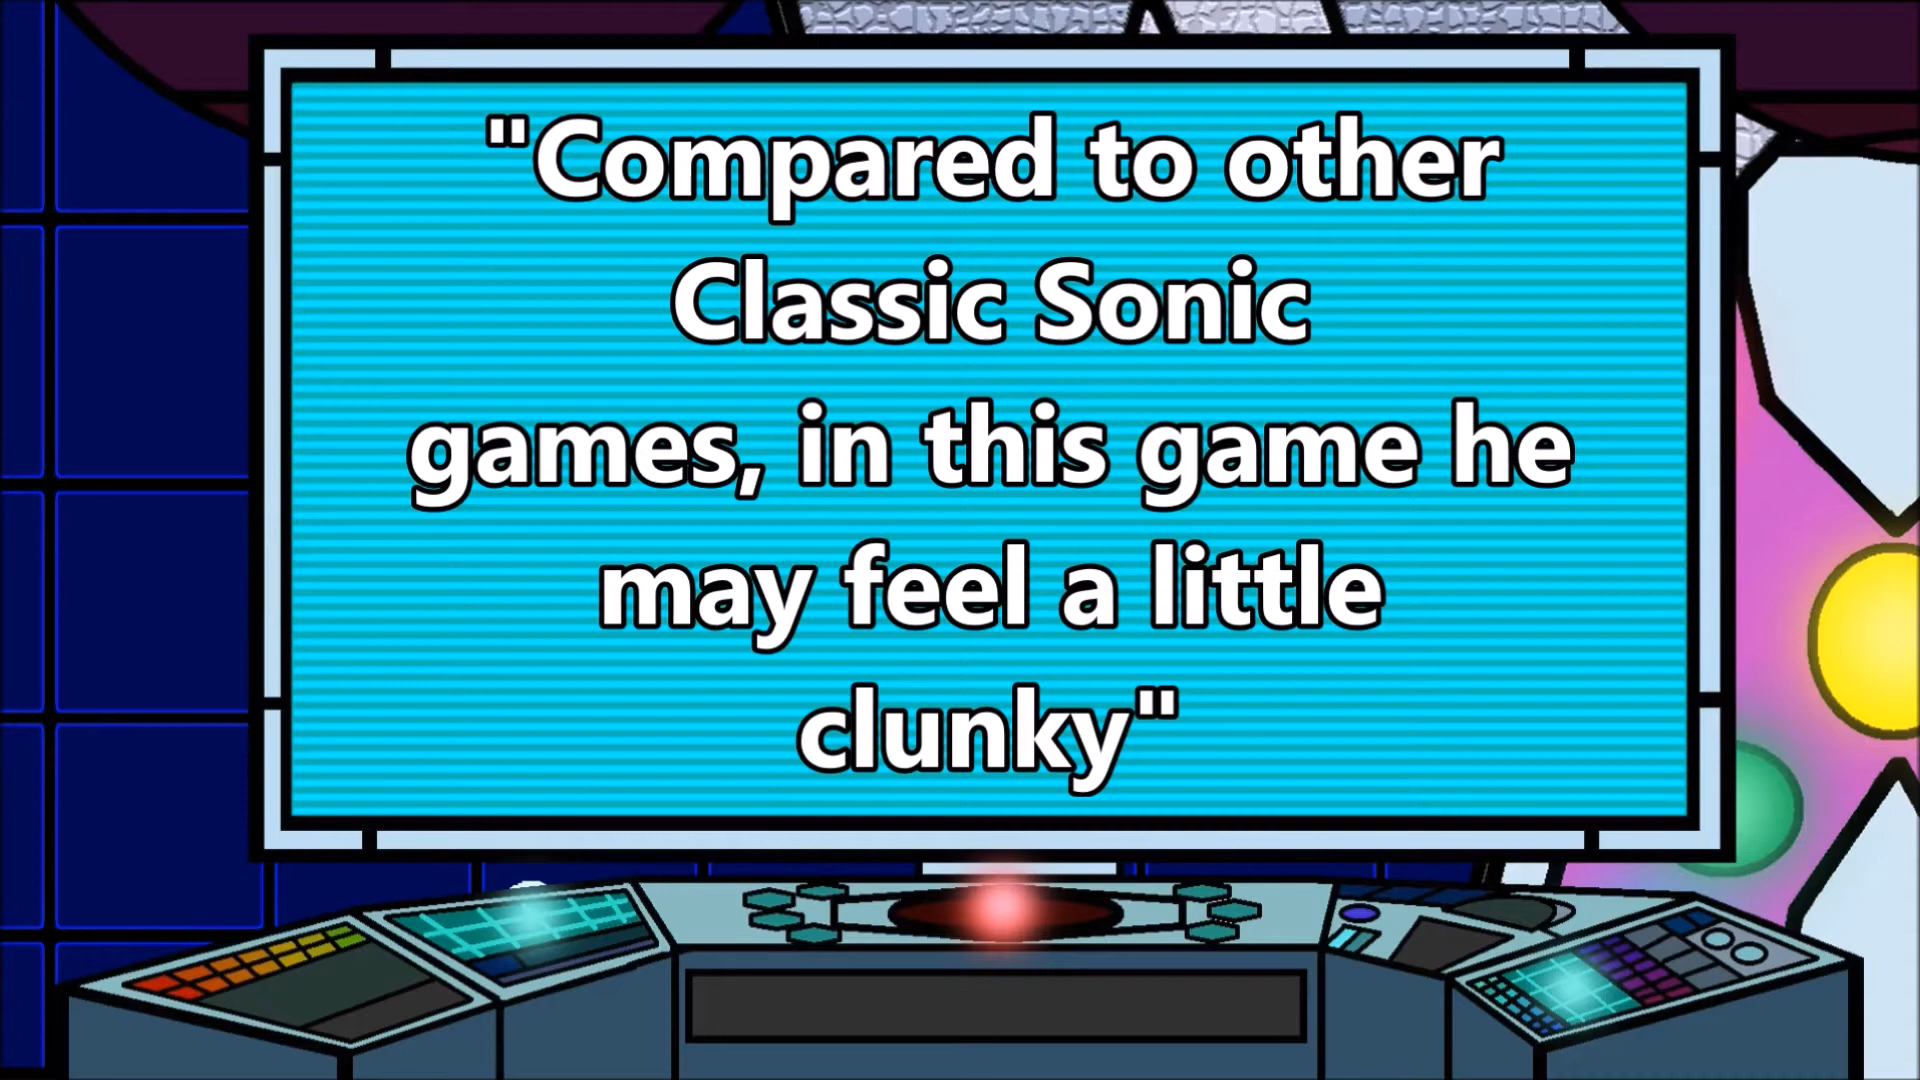 "Compared to other
Classic Sonic
games, in this game he
may feel a little
clunky"